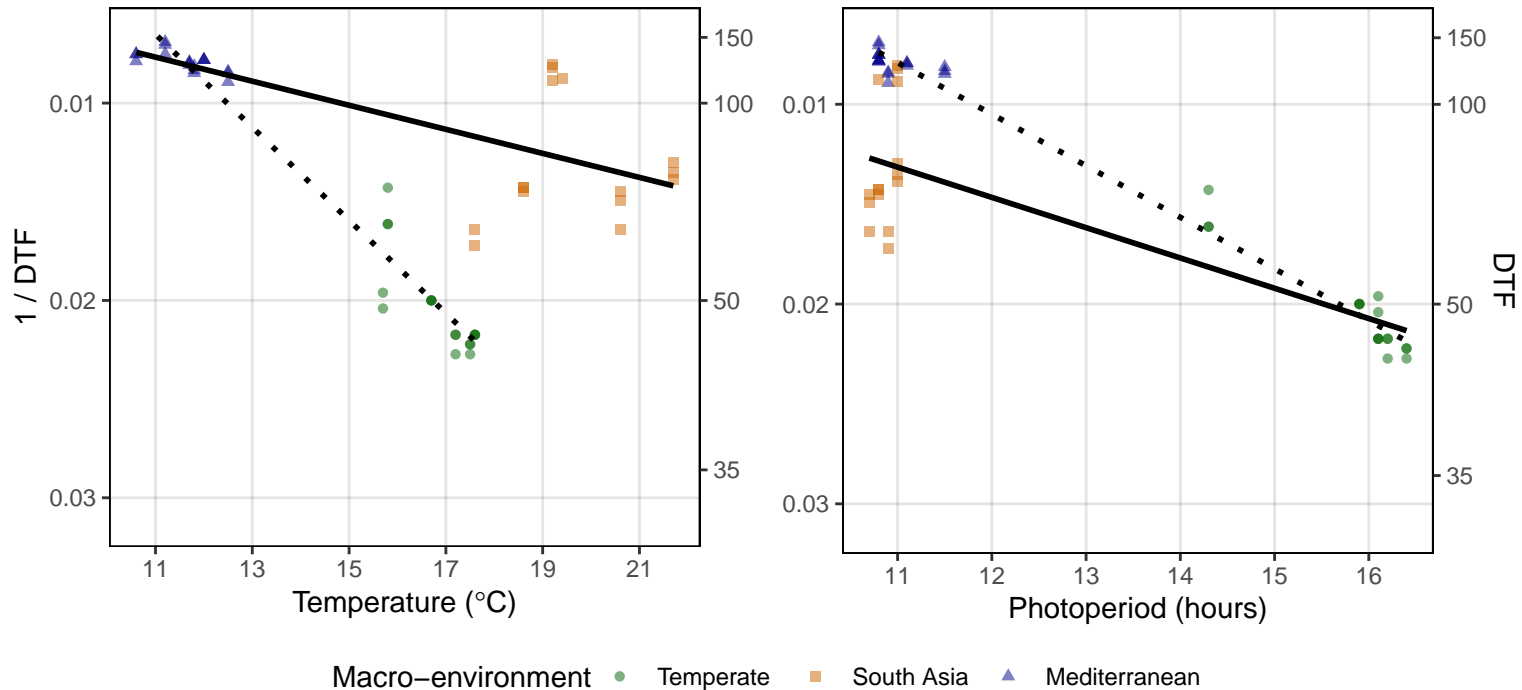 1 / DTF
0.01
0.02
0.03
150
100
50
35
11 13 15 17 19 21
Temperature (°C)
0.01
0.02
0.03
150
100
50
35
DTF
11 12 13 14 15 16
Photoperiod (hours)
Macro−environment Temperate South Asia Mediterranean